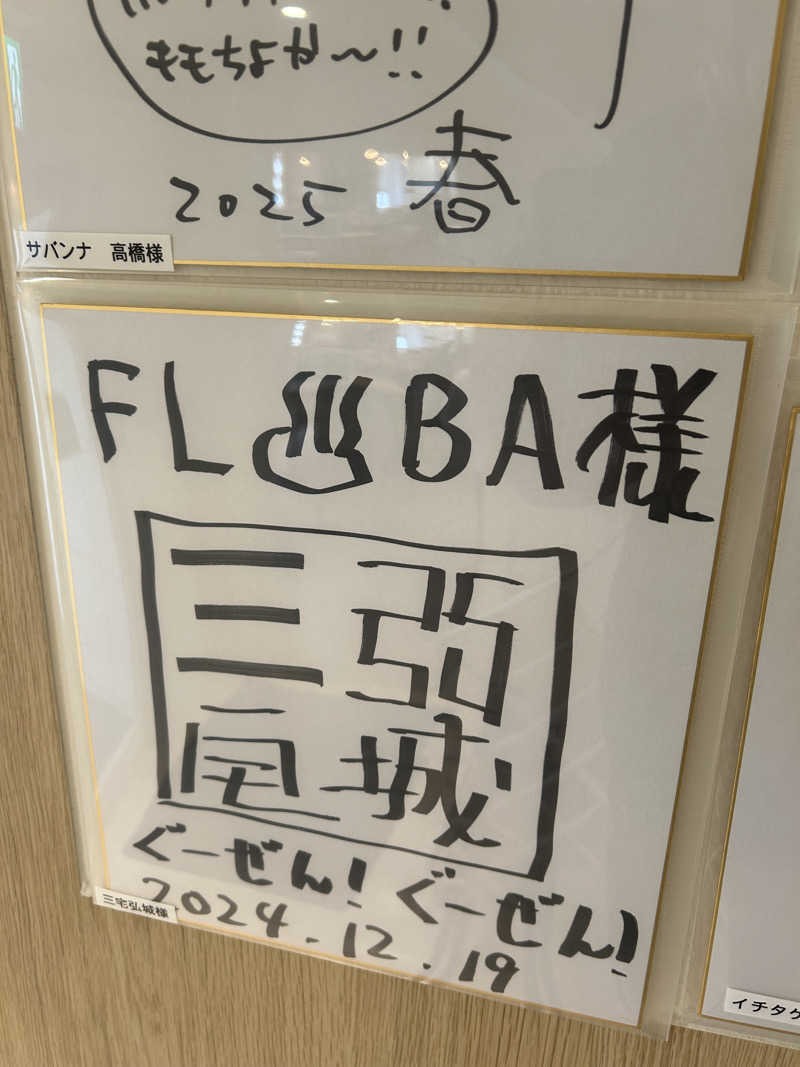 ももちよか〜!!
2025 春
サバンナ 高橋様
FL♨BA様
三 弘
宅 城
ぐーぜん! ぐーぜん!
三宅弘城様
2024.12.19
イチタケ